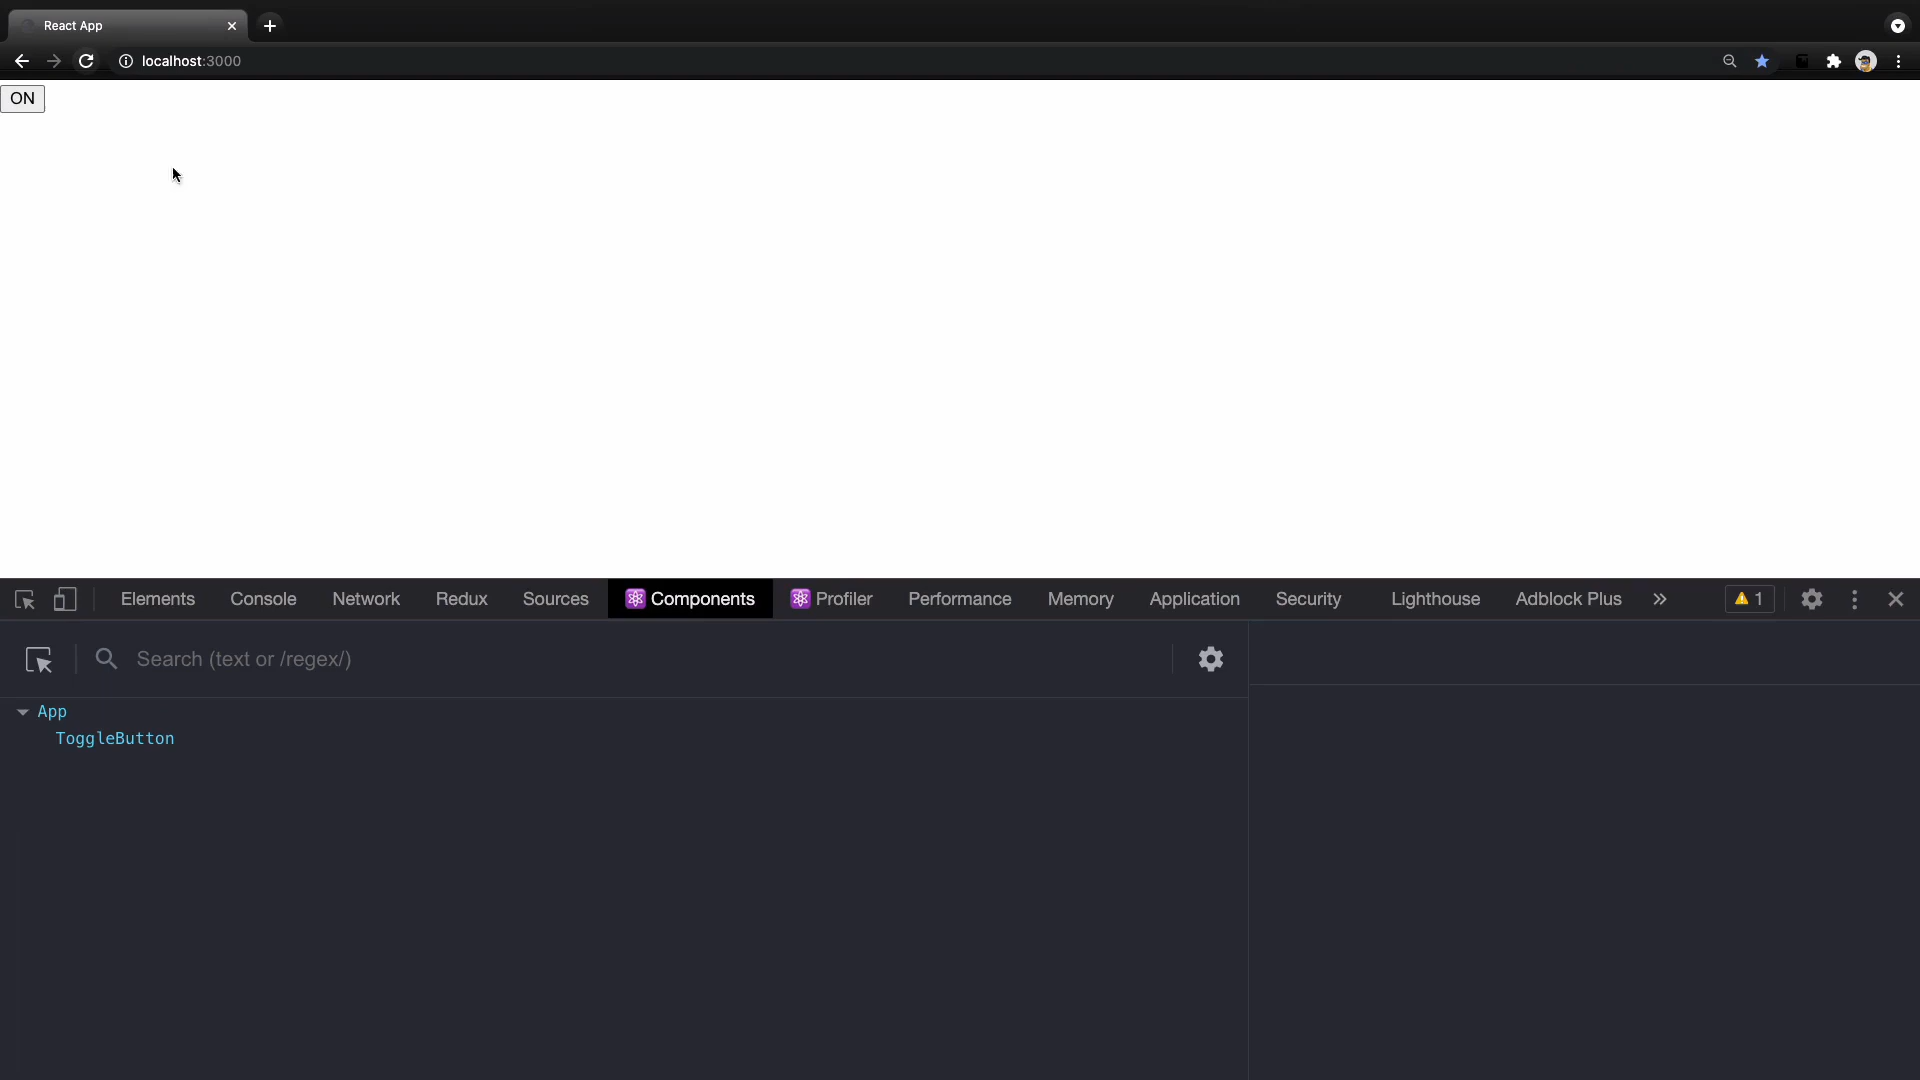 React App
localhost:3000
ON
Elements Console Network Redux Sources Components Profiler Performance Memory Application Security Lighthouse Adblock Plus 1
Search (text or /regex/)
App
ToggleButton